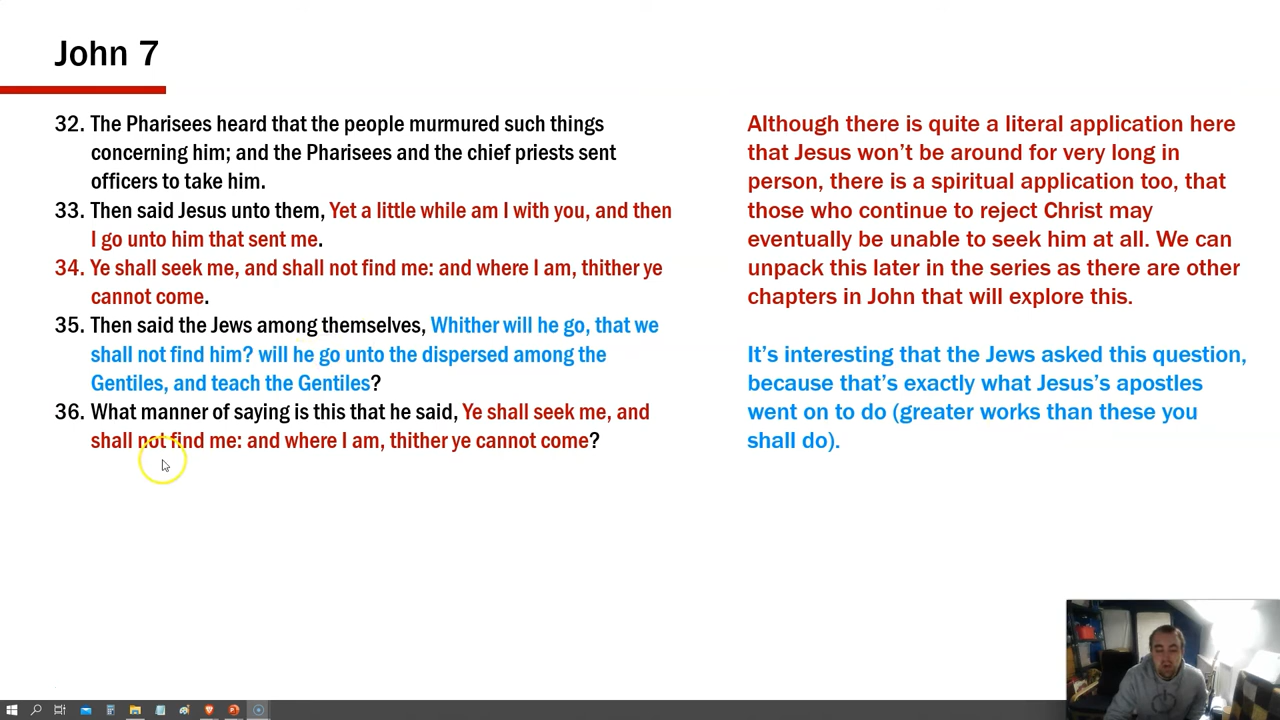 John 7
32. The Pharisees heard that the people murmured such things
concerning him; and the Pharisees and the chief priests sent
officers to take him.
33. Then said Jesus unto them, Yet a little while am I with you, and then
I go unto him that sent me.
34. Ye shall seek me, and shall not find me: and where I am, thither ye
cannot come.
35. Then said the Jews among themselves, Whither will he go, that we
shall not find him? will he go unto the dispersed among the
Gentiles, and teach the Gentiles?
36. What manner of saying is this that he said, Ye shall seek me, and
shall not find me: and where I am, thither ye cannot come?
Although there is quite a literal application here
that Jesus won't be around for very long in
person, there is a spiritual application too, that
those who continue to reject Christ may
eventually be unable to seek him at all. We can
unpack this later in the series as there are other
chapters in John that will explore this.
It's interesting that the Jews asked this question,
because that's exactly what Jesus's apostles
went on to do (greater works than these you
shall do).